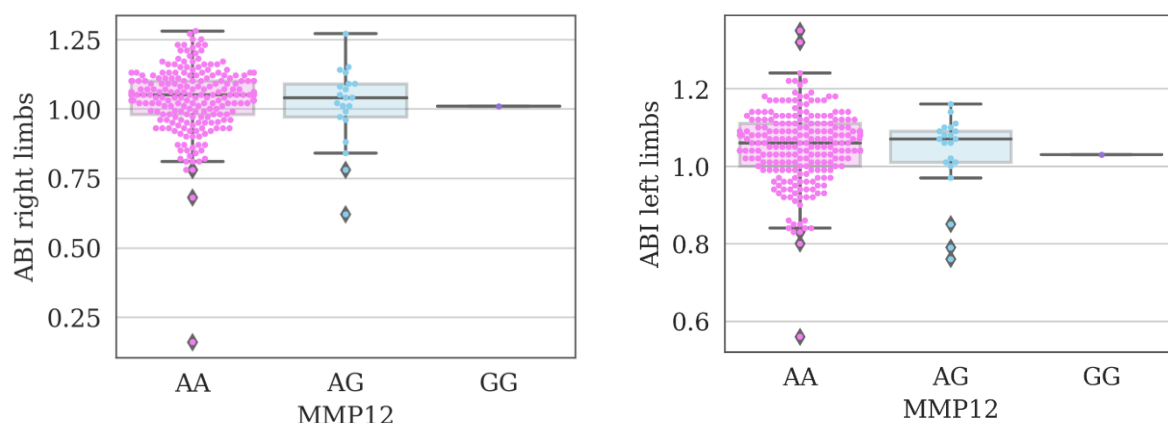 ABI right limbs
1.25
1.00
0.75
0.50
0.25
AA AG GG
MMP12
ABI left limbs
1.2
1.0
0.8
0.6
AA AG GG
MMP12